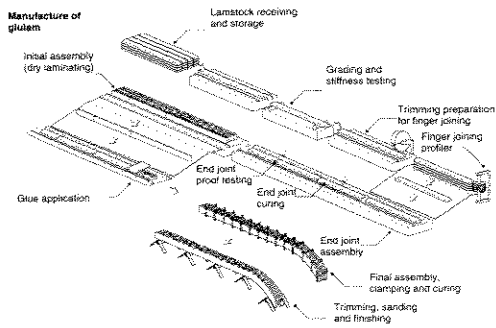 Manufacture of
glulam
Lamstock receiving
and storage
Initial assembly
(dry laminating)
Grading and
stiffness testing
Trimming preparation
for finger joining
Finger joining
profiler
End joint
proof testing
End joint
curing
Glue application
End joint
assembly
Final assembly,
clamping and curing
Trimming, sanding
and finishing